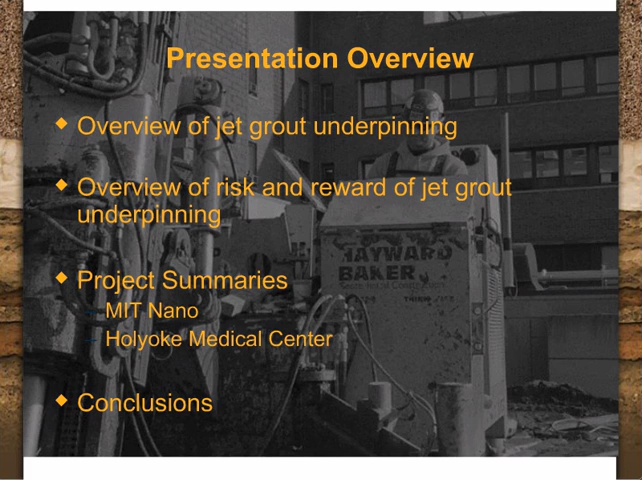 Presentation Overview
◆ Overview of jet grout underpinning
◆ Overview of risk and reward of jet grout
underpinning
◆ Project Summaries
– MIT Nano
– Holyoke Medical Center
◆ Conclusions
HAYWARD
BAKER